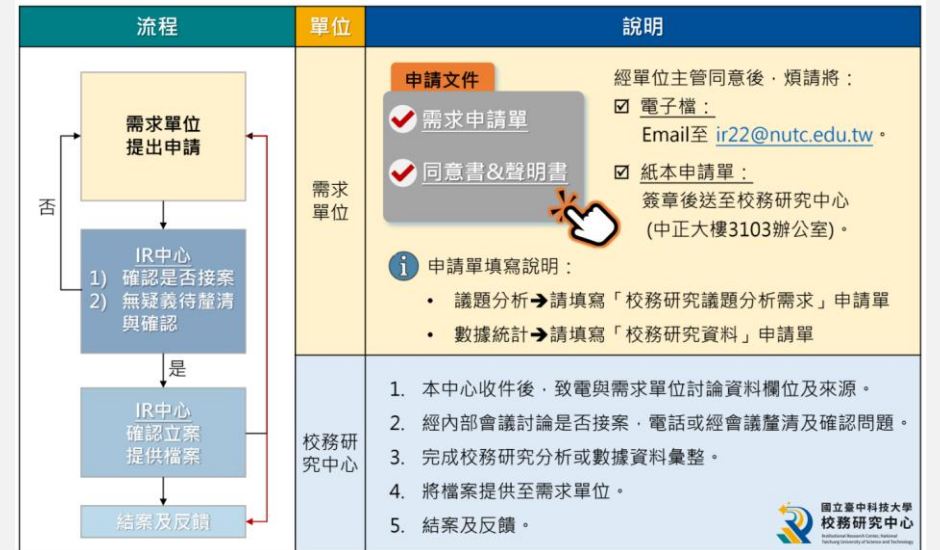 流程
單位
說明
需求單位
提出申請
否
IR中心
1) 確認是否接案
2) 無疑義待釐清
與確認
是
IR中心
確認立案
提供檔案
結案及反饋
需求
單位
申請文件
需求申請單
同意書&聲明書
經單位主管同意後，煩請將：
電子檔：
Email至 ir22@nutc.edu.tw。
紙本申請單：
簽章後送至校務研究中心
(中正大樓3103辦公室)。
i 申請單填寫說明：
• 議題分析➔請填寫「校務研究議題分析需求」申請單
• 數據統計➔請填寫「校務研究資料」申請單
校務研
究中心
1. 本中心收件後，致電與需求單位討論資料欄位及來源。
2. 經內部會議討論是否接案，電話或經會議釐清及確認問題。
3. 完成校務研究分析或數據資料彙整。
4. 將檔案提供至需求單位。
5. 結案及反饋。
國立臺中科技大學
校務研究中心
Institutional Research Center, National
Taichung University of Science and Technology